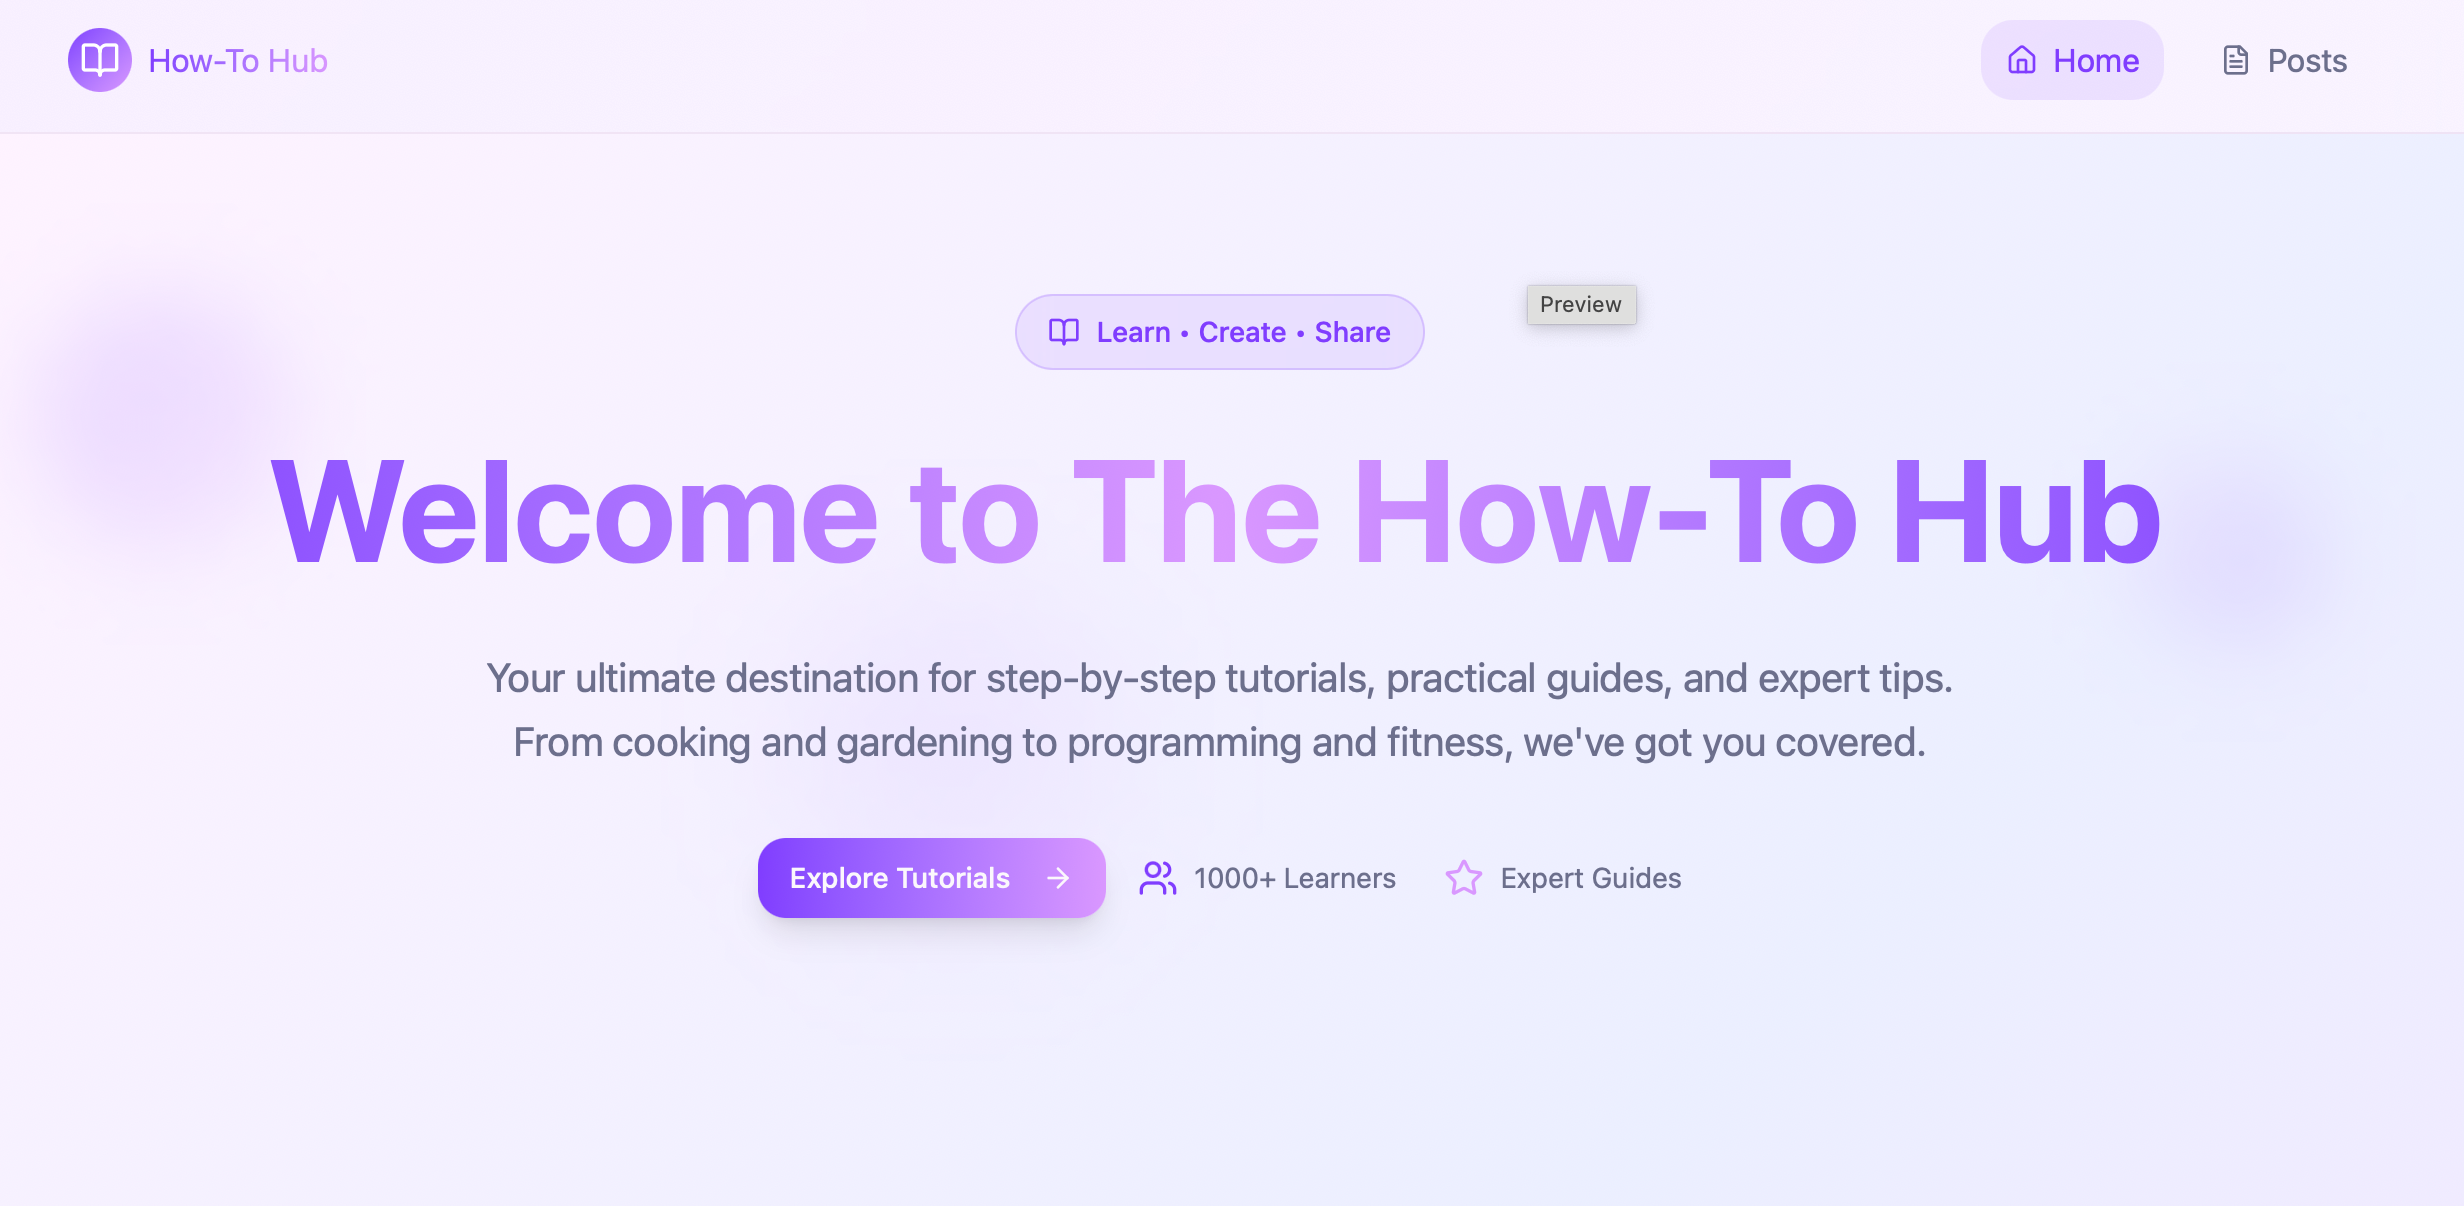 How-To Hub
Home
Posts
Learn • Create • Share
Preview
Welcome to The How-To Hub
Your ultimate destination for step-by-step tutorials, practical guides, and expert tips.
From cooking and gardening to programming and fitness, we've got you covered.
Explore Tutorials
1000+ Learners
Expert Guides